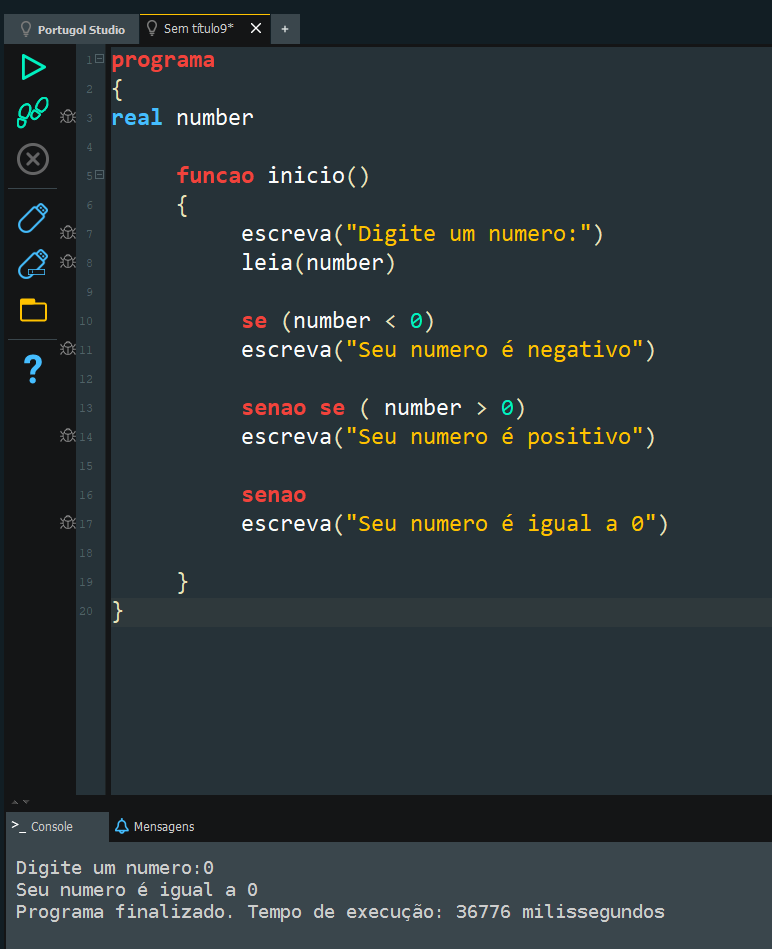 Portugol Studio Sem título9* +
1 programa
2 {
3 real number
4
5 funcao inicio()
6 {
7 escreva("Digite um numero:")
8 leia(number)
9
10 se (number < 0)
11 escreva("Seu numero é negativo")
12
13 senao se ( number > 0)
14 escreva("Seu numero é positivo")
15
16 senao
17 escreva("Seu numero é igual a 0")
18
19 }
20 }
?
>_ Console Mensagens
Digite um numero:0
Seu numero é igual a 0
Programa finalizado. Tempo de execução: 36776 milissegundos